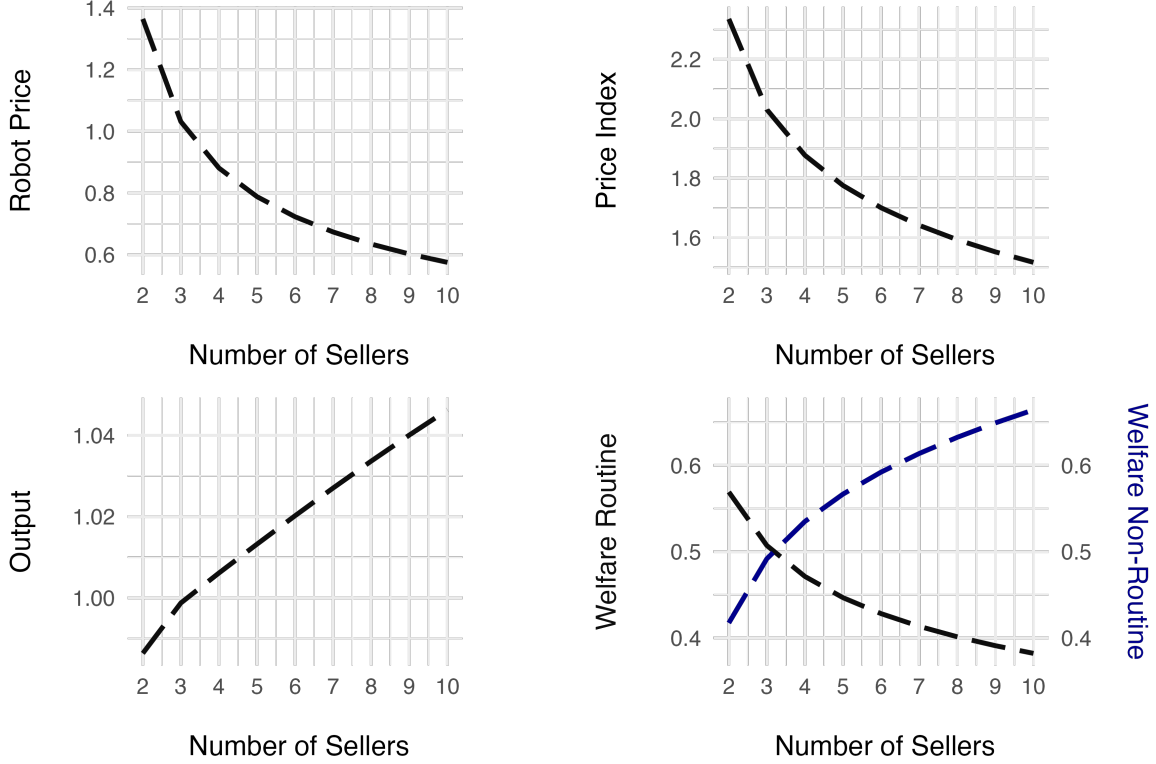 Robot Price
1.4
1.2
1.0
0.8
0.6
2 3 4 5 6 7 8 9 10
Number of Sellers
Price Index
2.2
2.0
1.8
1.6
2 3 4 5 6 7 8 9 10
Number of Sellers
Output
1.04
1.02
1.00
2 3 4 5 6 7 8 9 10
Number of Sellers
Welfare Routine
0.6
0.5
0.4
2 3 4 5 6 7 8 9 10
Number of Sellers
0.6
0.5
0.4
Welfare Non-Routine